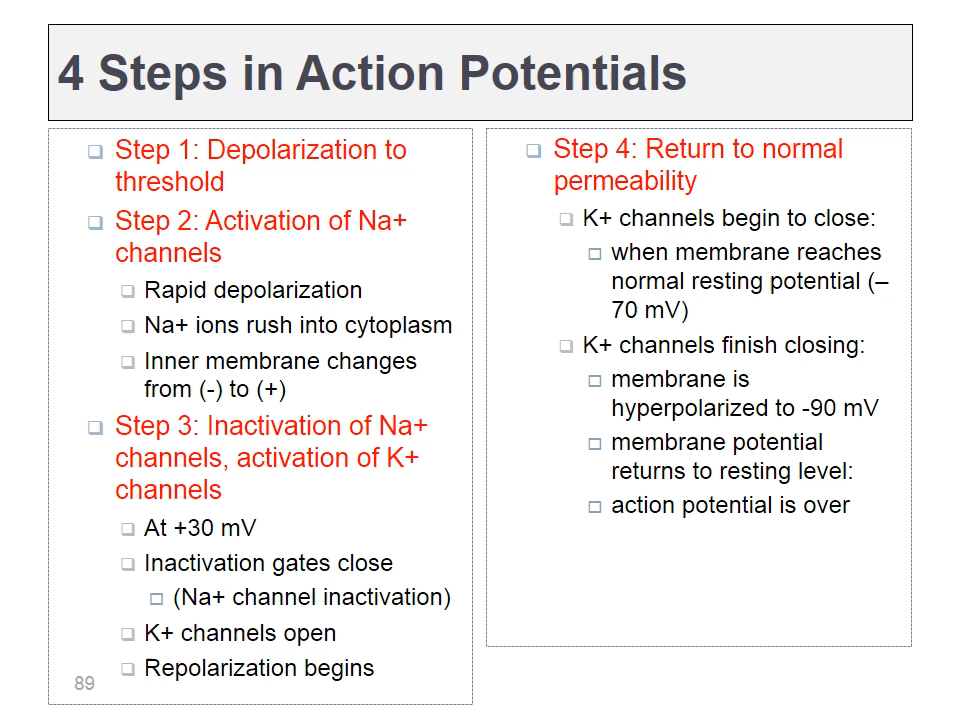 4 Steps in Action Potentials
Step 1: Depolarization to
threshold
Step 2: Activation of Na+
channels
Rapid depolarization
Na+ ions rush into cytoplasm
Inner membrane changes
from (-) to (+)
Step 3: Inactivation of Na+
channels, activation of K+
channels
At +30 mV
Inactivation gates close
(Na+ channel inactivation)
K+ channels open
Repolarization begins
89
Step 4: Return to normal
permeability
K+ channels begin to close:
when membrane reaches
normal resting potential (–
70 mV)
K+ channels finish closing:
membrane is
hyperpolarized to -90 mV
membrane potential
returns to resting level:
action potential is over